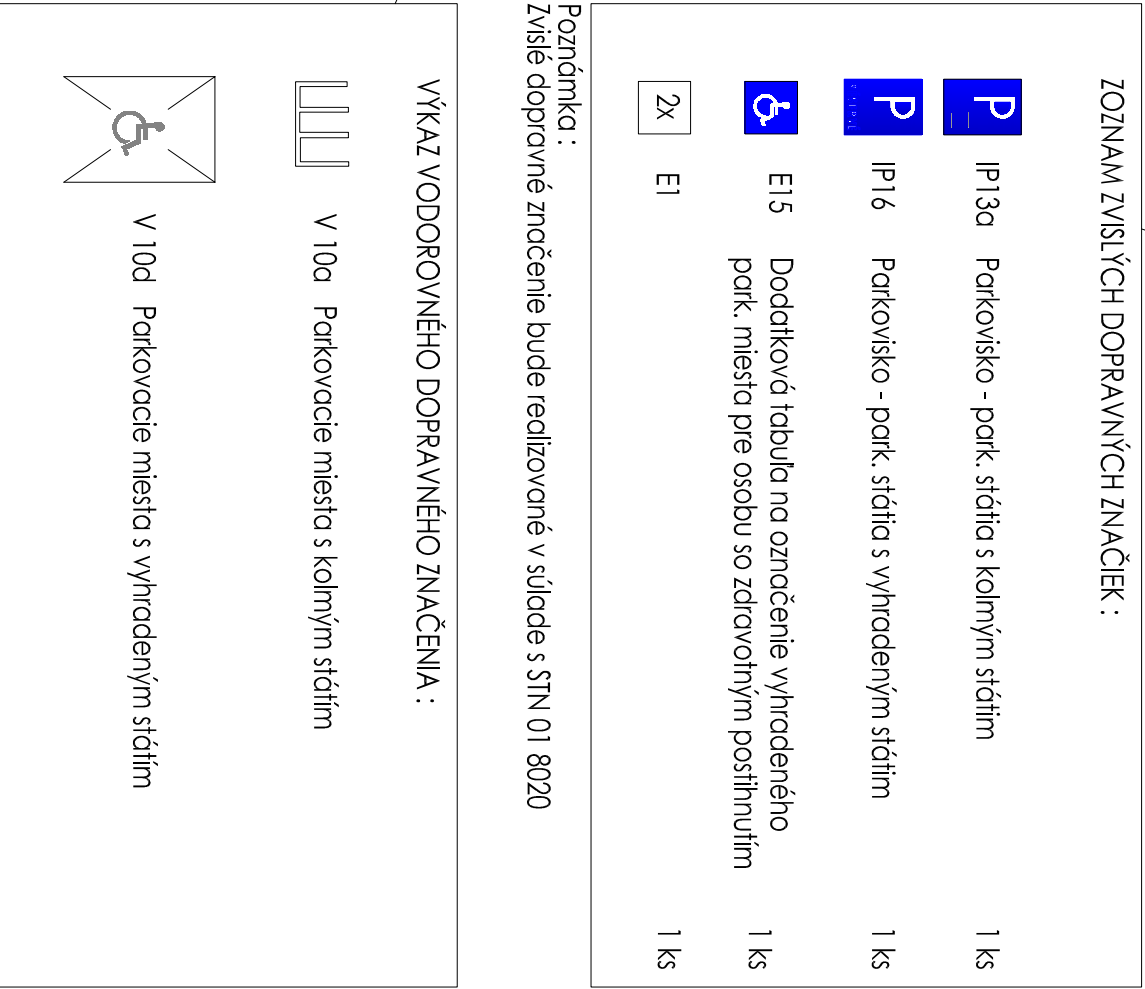 ZOZNAM ZVISLÝCH DOPRAVNÝCH ZNAČIEK :
P IP13a Parkovisko - park. státia s kolmým státim 1 ks
P IP16 Parkovisko - park. státia s vyhradeným státim 1 ks
E15 Dodatková tabuľa na označenie vyhradeného
park. miesta pre osobu so zdravotným postihnutím 1 ks
2x E1 1 ks
Poznámka :
Zvislé dopravné značenie bude realizované v súlade s STN 01 8020
VÝKAZ VODOROVNÉHO DOPRAVNÉHO ZNAČENIA :
V 10a Parkovacie miesta s kolmým státím
V 10d Parkovacie miesta s vyhradeným státím